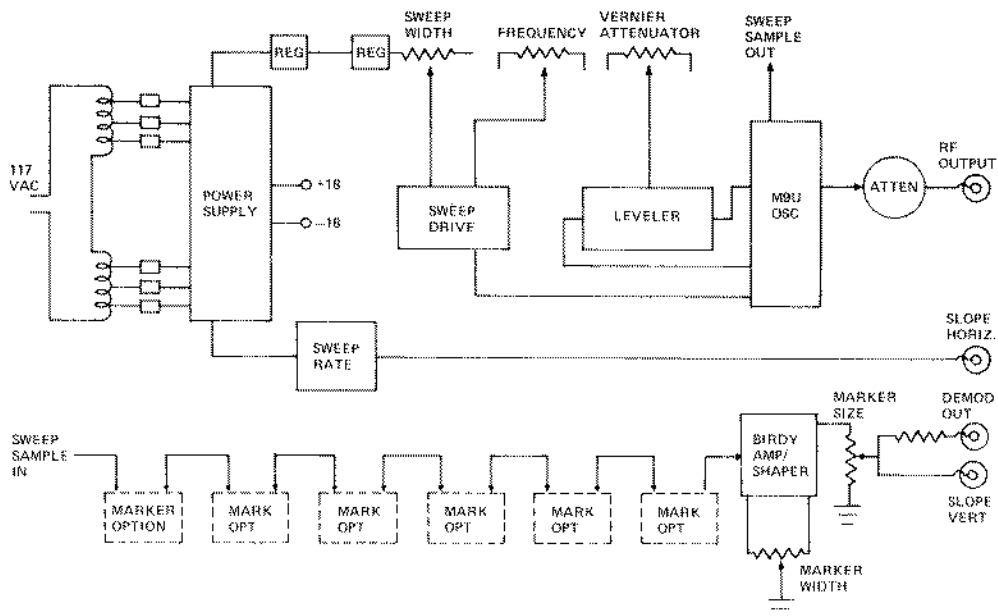 SWEEP
WIDTH
FREQUENCY
VERNIER
ATTENUATOR
SWEEP
SAMPLE
OUT
REG
REG
117
VAC
POWER
SUPPLY
+18
-18
SWEEP
DRIVE
LEVELER
M9U
OSC
ATTEN
RF
OUTPUT
SWEEP
RATE
SLOPE
HORIZ.
SWEEP
SAMPLE
IN
MARKER
OPTION
MARK
OPT
MARK
OPT
MARK
OPT
MARK
OPT
MARK
OPT
BIRDY
AMP/
SHAPER
MARKER
SIZE
DEMOD
OUT
SLOPE
VERT
MARKER
WIDTH